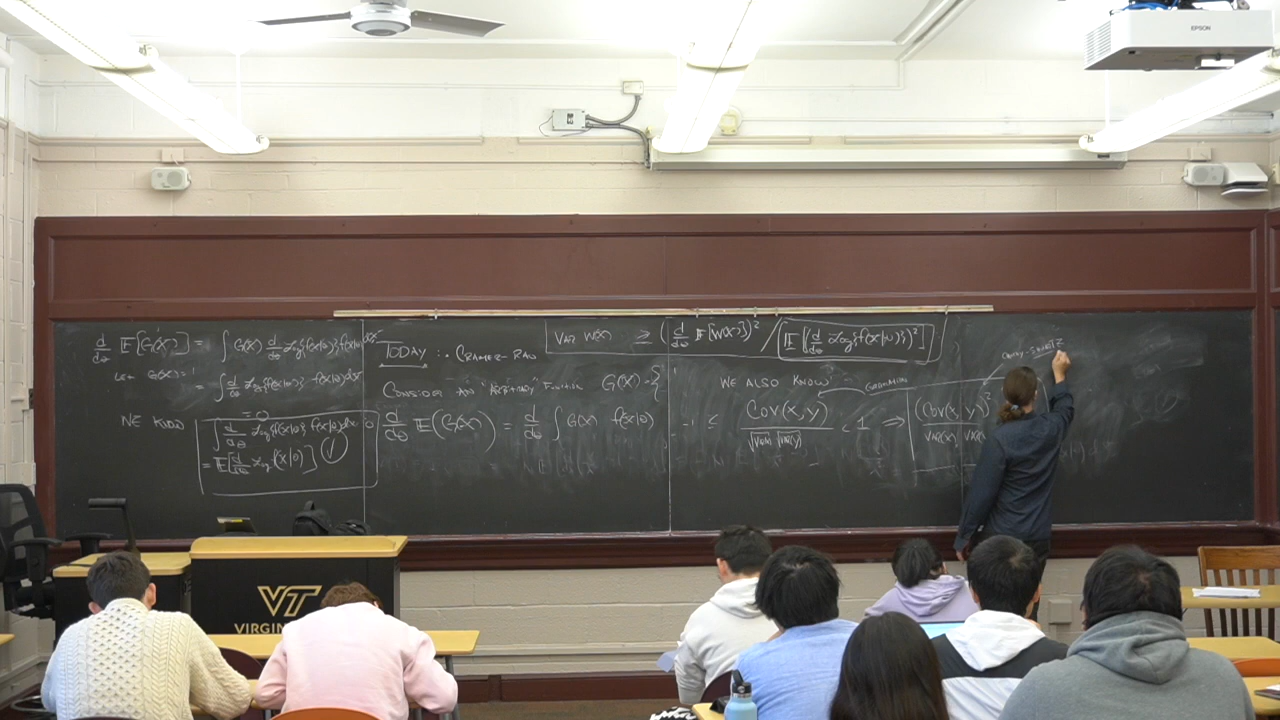 d/dθ E[G(X)] = ∫ G(x) d/dθ Log{f(x|θ)} f(x|θ)dx
Let G(x)=1
= ∫ d/dθ Log{f(x|θ)} f(x|θ)dx
= 0
WE KNOW
∫ d/dθ Log{f(x|θ)} f(x|θ)dx = 0
= E[d/dθ Log f(x|θ)] ✓
TODAY: CRAMER-RAO
VAR W(X) ≥ (d/dθ E[W(X)])² / E[(d/dθ Log{f(x|θ)})²]
CONSIDER AN "ARBITRARY" FUNCTION G(X)
d/dθ E(G(X)) = d/dθ ∫ G(x) f(x|θ)
WE ALSO KNOW
-1 ≤ Cov(X,Y) / √Var(X) √Var(Y) ≤ 1 ⇒ (Cov(X,Y))² / Var(X) Var
EPSON
VT
VIRGIN